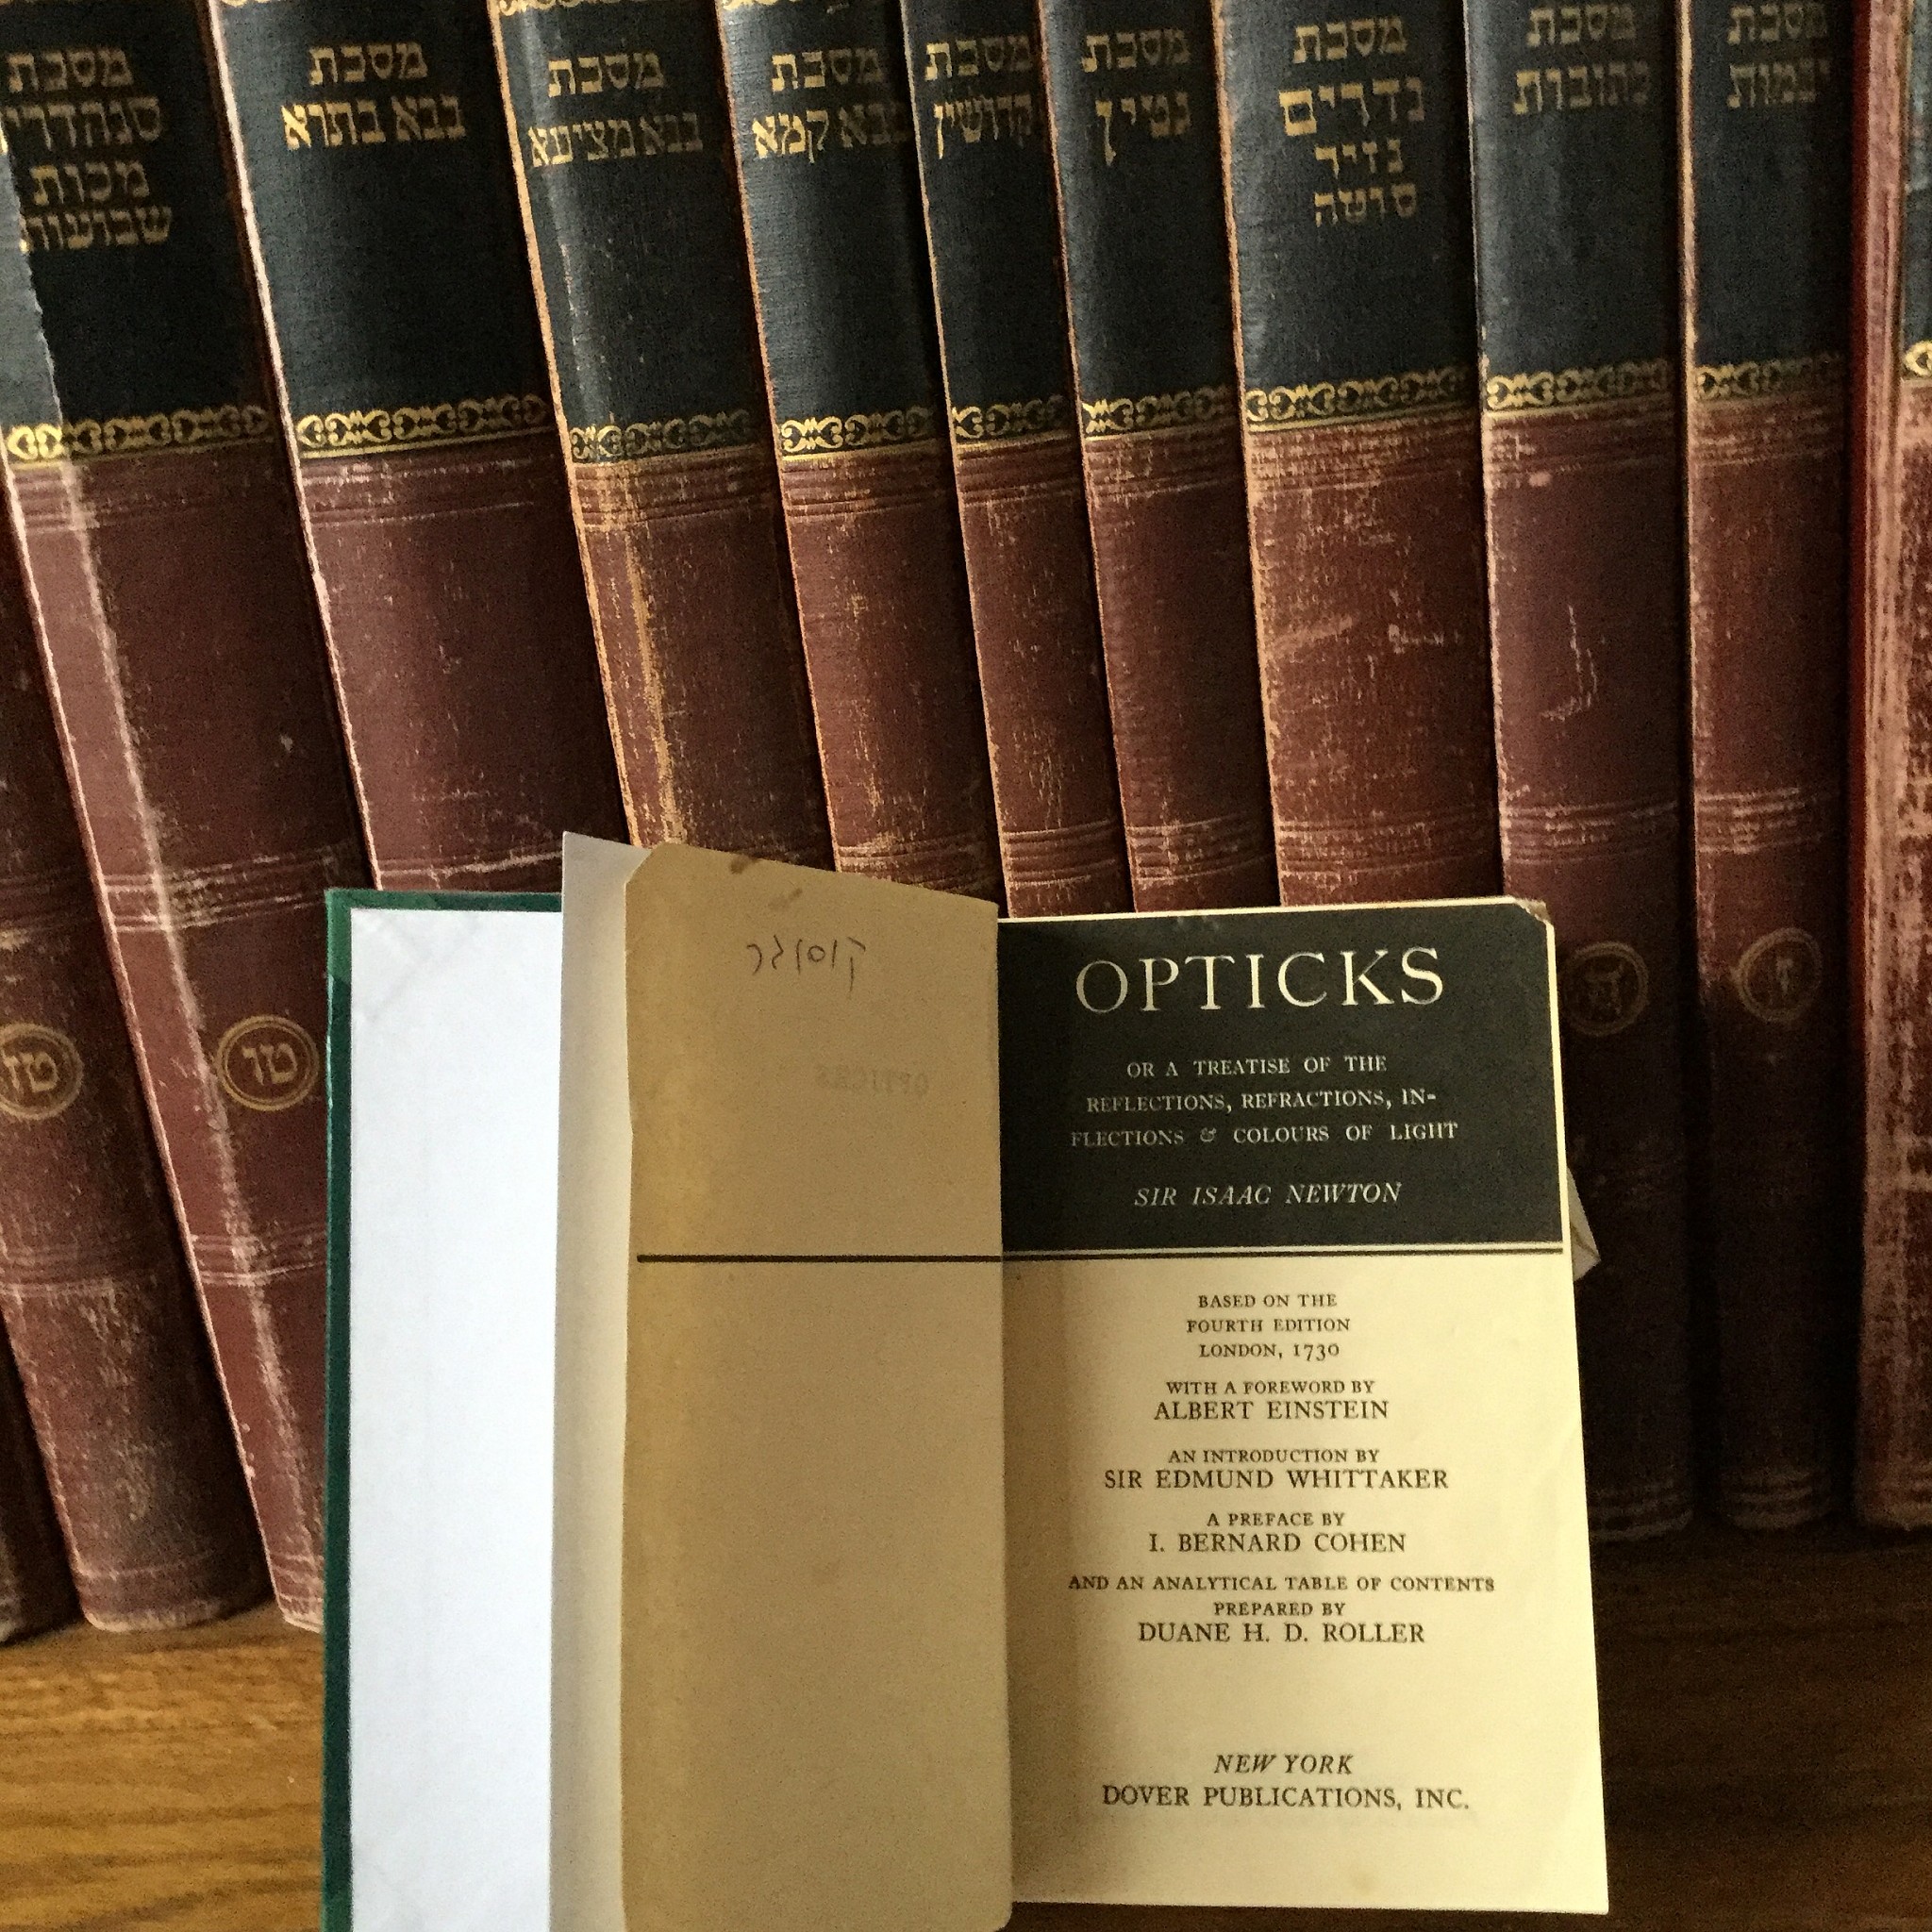 מסכת
יבמות
מסכת
כתובות
מסכת
נדרים
נזיר
סוטה
מסכת
גטין
מסכת
קדושין
מסכת
בבא קמא
מסכת
בבא מציעא
מסכת
בבא בתרא
מסכת
סנהדרין
מכות
שבועות
טו
טז
OPTICKS
OR A TREATISE OF THE
REFLECTIONS, REFRACTIONS, IN-
FLECTIONS & COLOURS OF LIGHT
SIR ISAAC NEWTON
BASED ON THE
FOURTH EDITION
LONDON, 1730
WITH A FOREWORD BY
ALBERT EINSTEIN
AN INTRODUCTION BY
SIR EDMUND WHITTAKER
A PREFACE BY
I. BERNARD COHEN
AND AN ANALYTICAL TABLE OF CONTENTS
PREPARED BY
DUANE H. D. ROLLER
NEW YORK
DOVER PUBLICATIONS, INC.